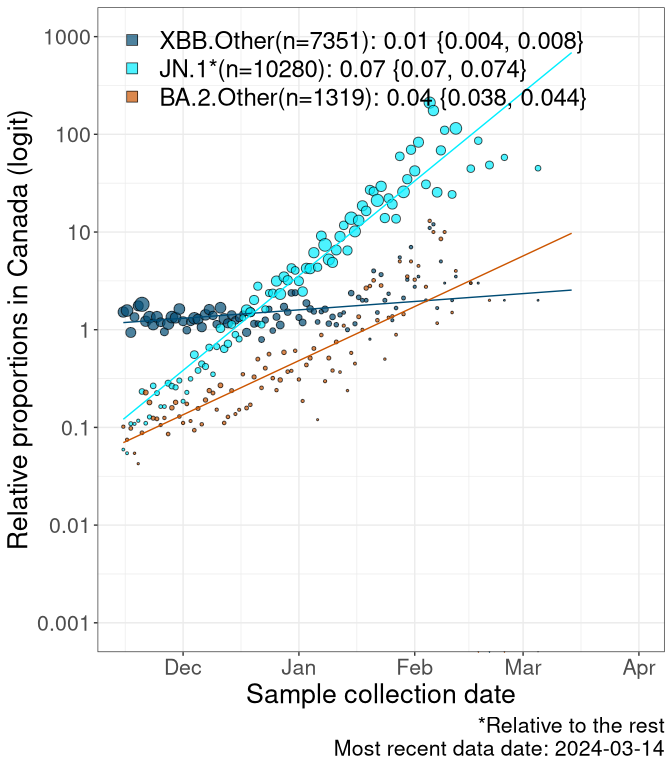 XBB.Other(n=7351): 0.01 {0.004, 0.008}
JN.1*(n=10280): 0.07 {0.07, 0.074}
BA.2.Other(n=1319): 0.04 {0.038, 0.044}
Relative proportions in Canada (logit)
1000
100
10
1
0.1
0.01
0.001
Dec Jan Feb Mar Apr
Sample collection date
*Relative to the rest
Most recent data date: 2024-03-14